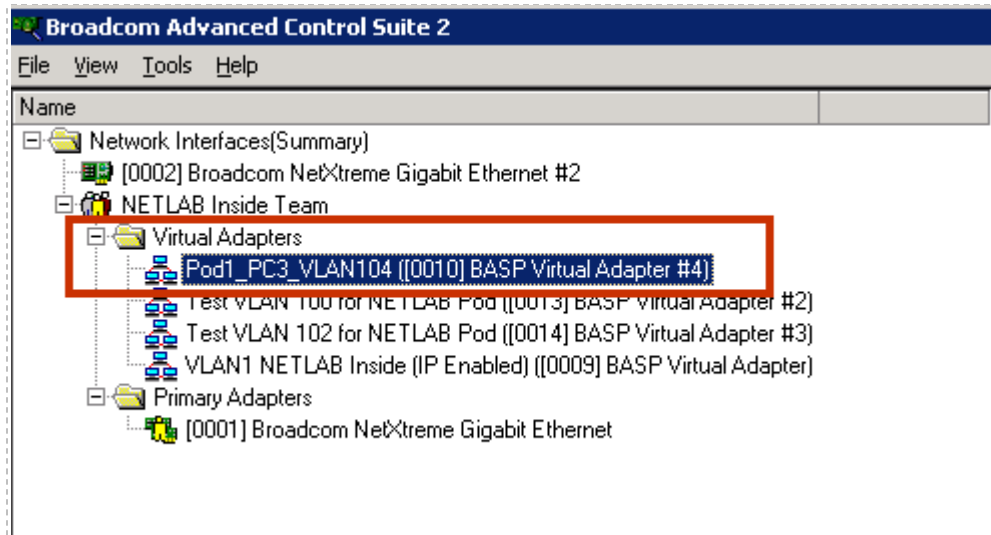 Broadcom Advanced Control Suite 2
File View Tools Help
Name
Network Interfaces(Summary)
[0002] Broadcom NetXtreme Gigabit Ethernet #2
NETLAB Inside Team
Virtual Adapters
Pod1_PC3_VLAN104 ([0010] BASP Virtual Adapter #4)
Test VLAN 100 for NETLAB Pod ([0013] BASP Virtual Adapter #2)
Test VLAN 102 for NETLAB Pod ([0014] BASP Virtual Adapter #3)
VLAN1 NETLAB Inside (IP Enabled) ([0009] BASP Virtual Adapter)
Primary Adapters
[0001] Broadcom NetXtreme Gigabit Ethernet